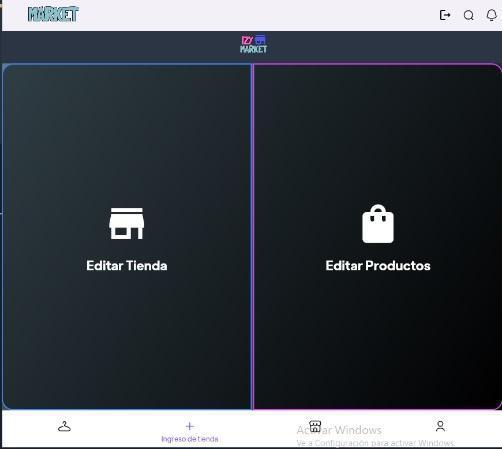 MARKET
IZY
MARKET
Editar Tienda
Editar Productos
Ingreso de tienda
Activar Windows
Ve a Configuración para activar Windows.